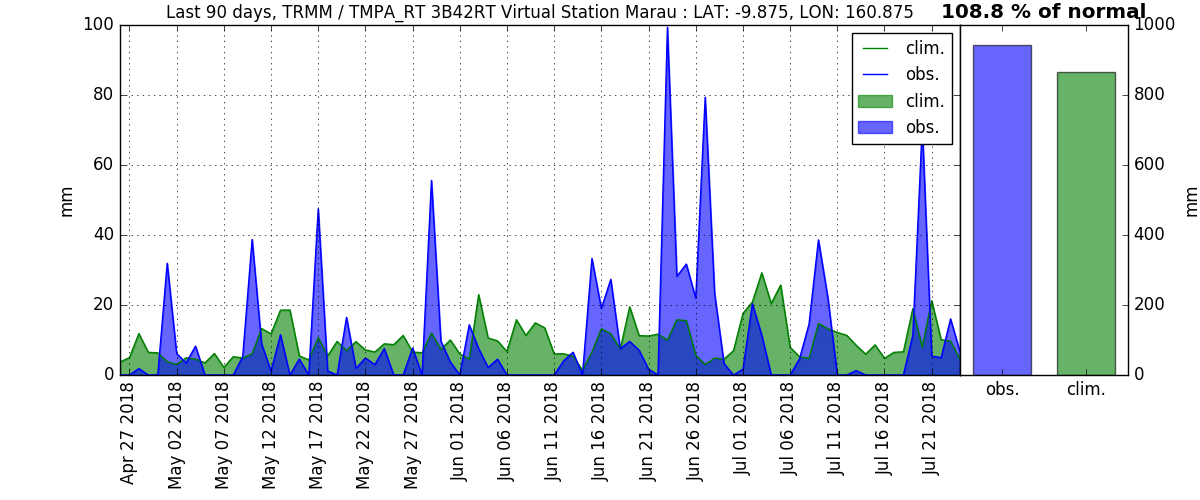 Last 90 days, TRMM / TMPA_RT 3B42RT Virtual Station Marau : LAT: -9.875, LON: 160.875
108.8 % of normal
mm
100
80
60
40
20
0
clim.
obs.
clim.
obs.
Apr 27 2018
May 02 2018
May 07 2018
May 12 2018
May 17 2018
May 22 2018
May 27 2018
Jun 01 2018
Jun 06 2018
Jun 11 2018
Jun 16 2018
Jun 21 2018
Jun 26 2018
Jul 01 2018
Jul 06 2018
Jul 11 2018
Jul 16 2018
Jul 21 2018
1000
800
600
400
200
0
mm
obs.
clim.